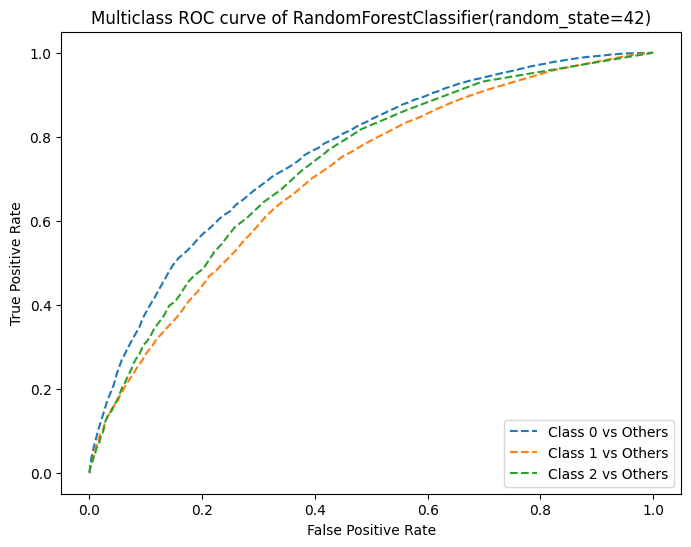 Multiclass ROC curve of RandomForestClassifier(random_state=42)
True Positive Rate
1.0
0.8
0.6
0.4
0.2
0.0
Class 0 vs Others
Class 1 vs Others
Class 2 vs Others
0.0 0.2 0.4 0.6 0.8 1.0
False Positive Rate